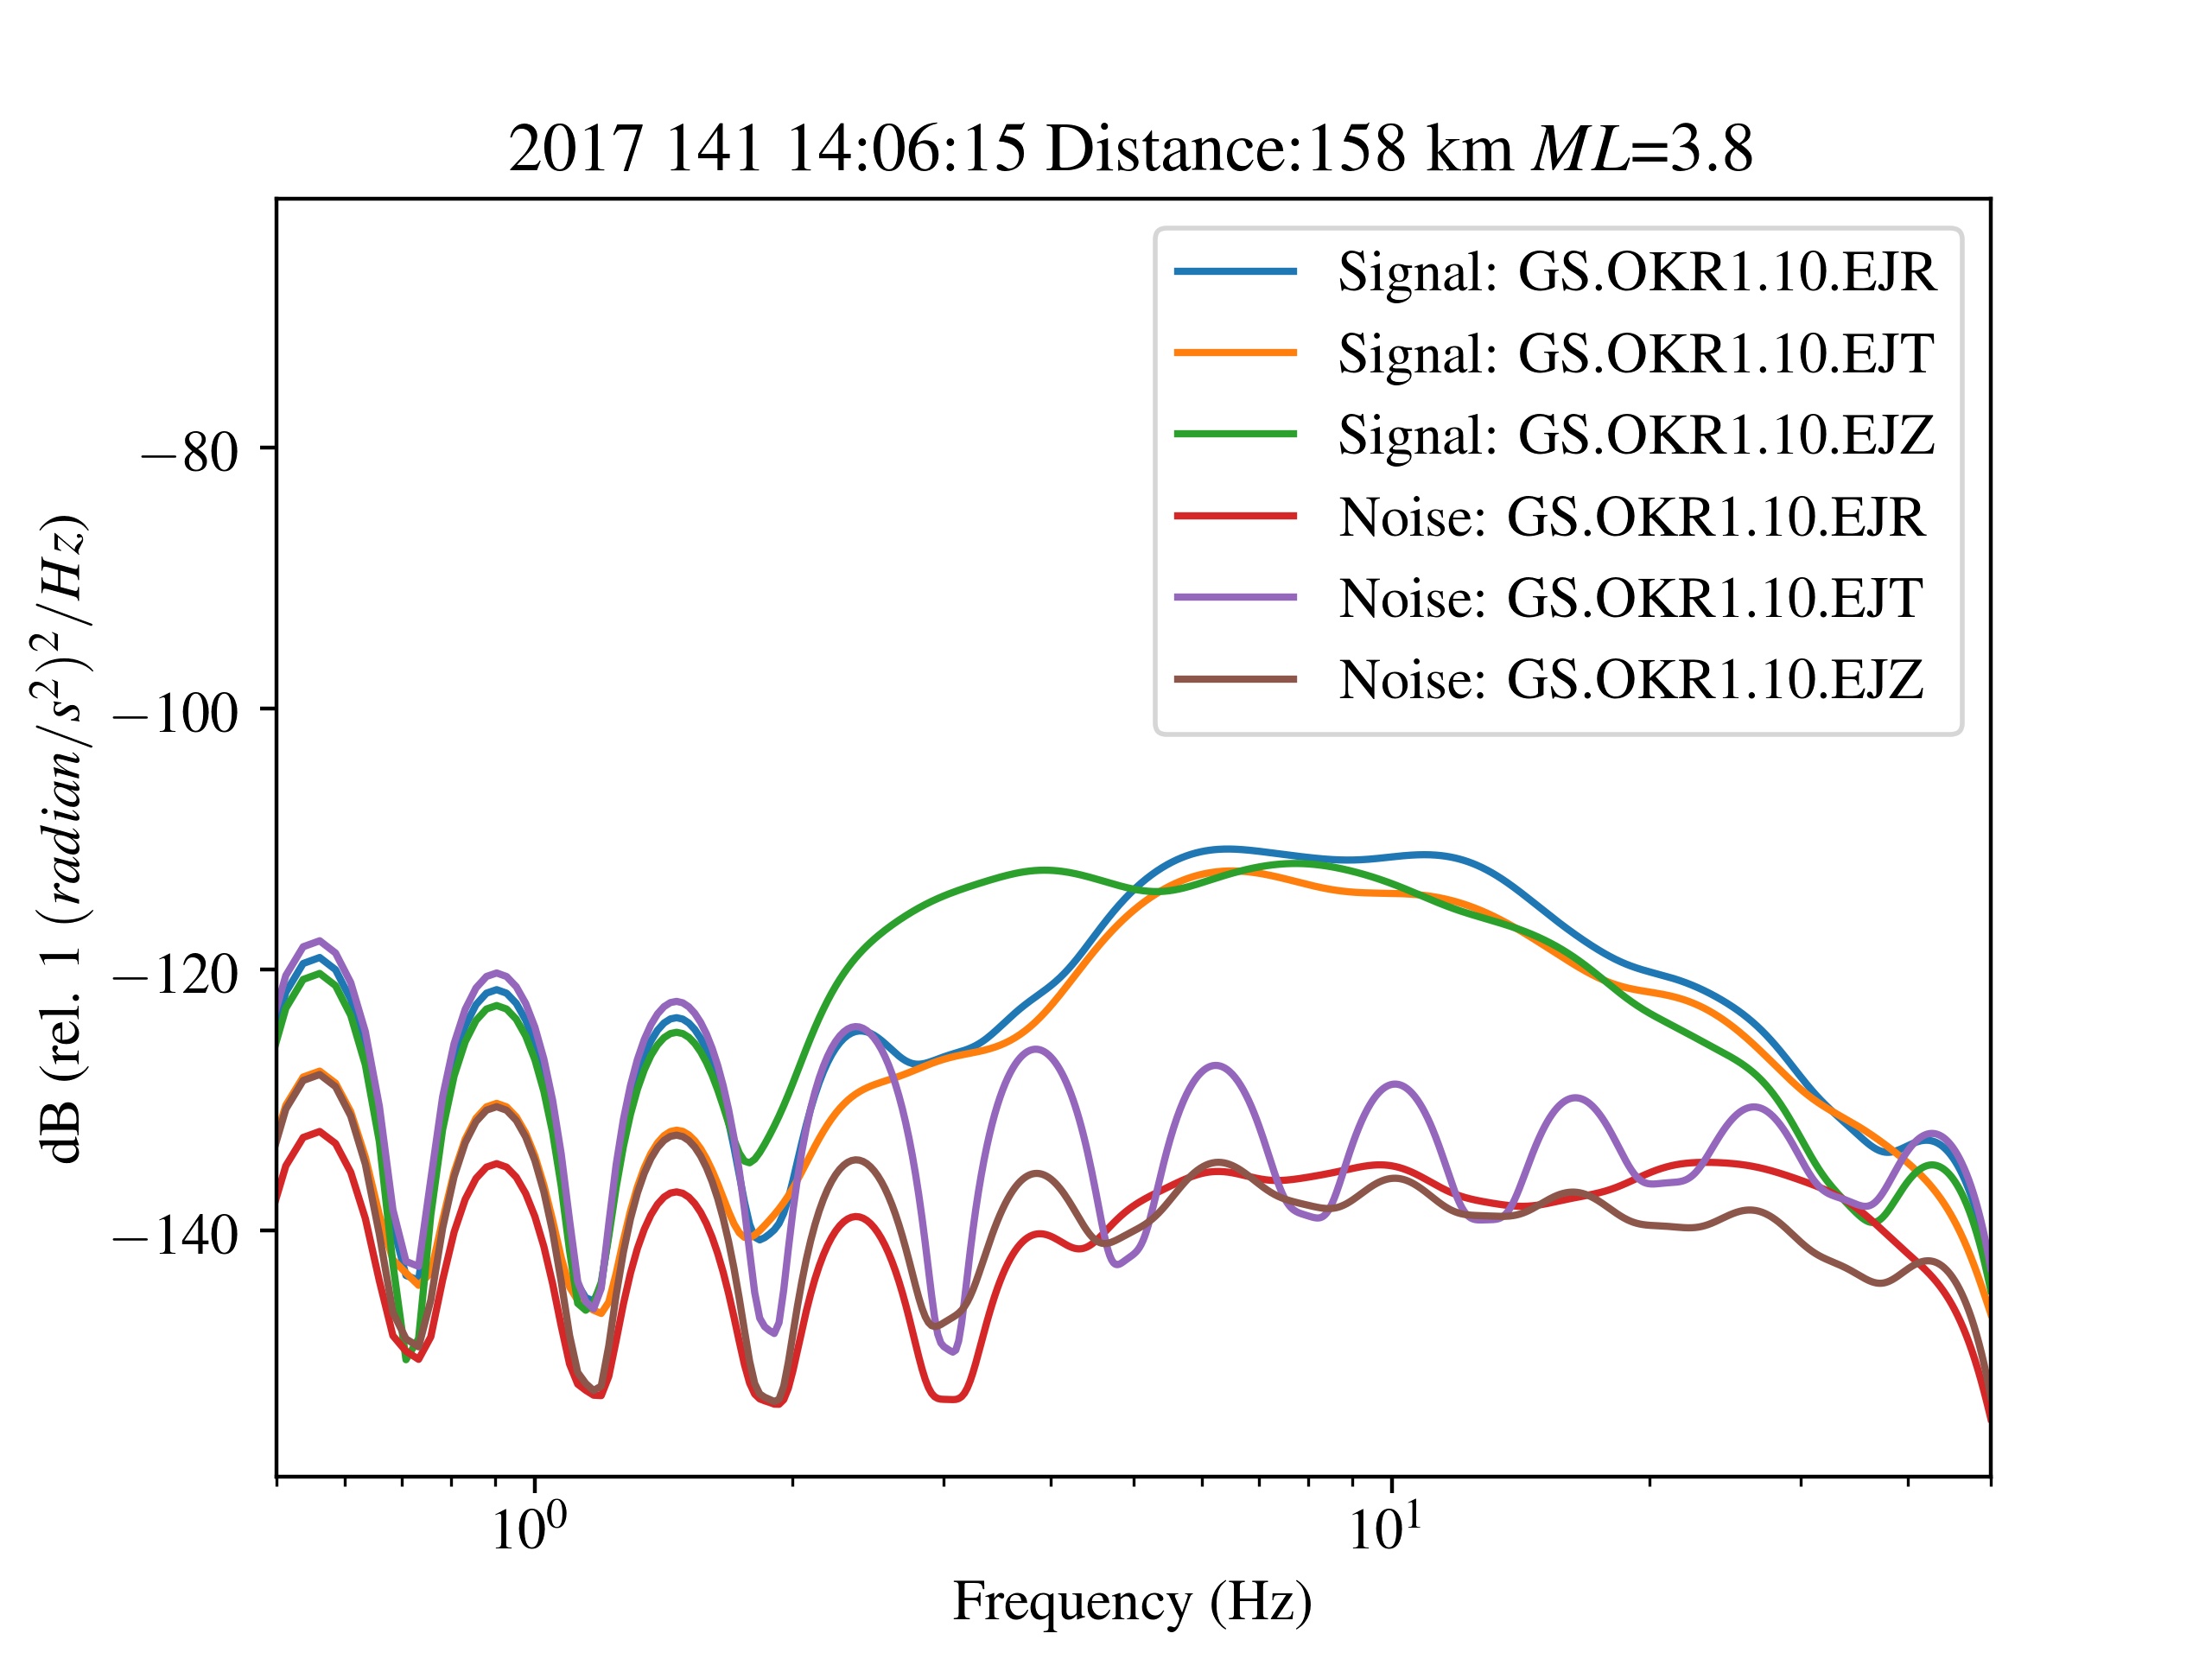 2017 141 14:06:15 Distance:158 km ML=3.8
Signal: GS.OKR1.10.EJR
Signal: GS.OKR1.10.EJT
Signal: GS.OKR1.10.EJZ
Noise: GS.OKR1.10.EJR
Noise: GS.OKR1.10.EJT
Noise: GS.OKR1.10.EJZ
dB (rel. 1 (radian/s²)²/Hz)
−80
−100
−120
−140
10⁰
10¹
Frequency (Hz)